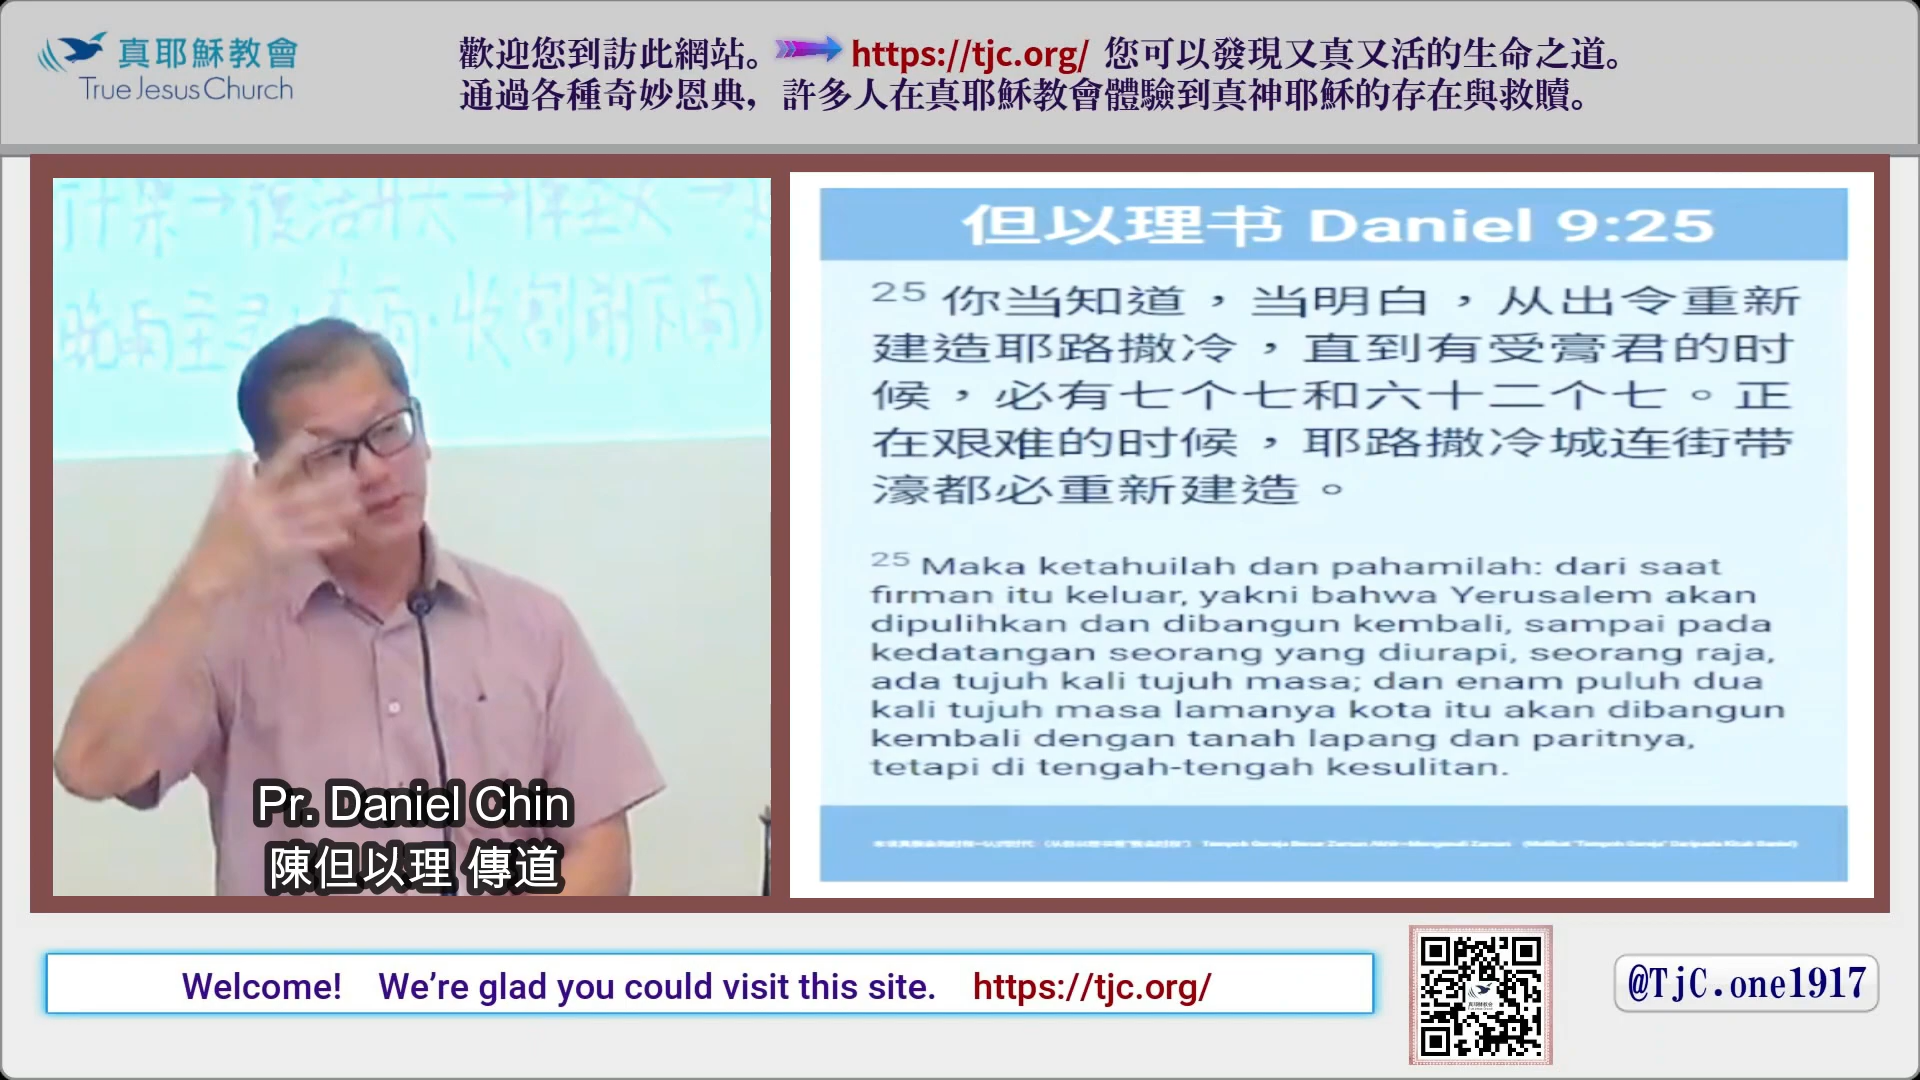 真耶穌教會
True Jesus Church
歡迎您到訪此網站。 https://tjc.org/ 您可以發現又真又活的生命之道。
通過各種奇妙恩典，許多人在真耶穌教會體驗到真神耶穌的存在與救贖。
Pr. Daniel Chin
陳但以理 傳道
但以理书 Daniel 9:25
25 你当知道，当明白，从出令重新
建造耶路撒冷，直到有受膏君的时
候，必有七个七和六十二个七。正
在艰难的时候，耶路撒冷城连街带
濠都必重新建造。
25 Maka ketahuilah dan pahamilah: dari saat
firman itu keluar, yakni bahwa Yerusalem akan
dipulihkan dan dibangun kembali, sampai pada
kedatangan seorang yang diurapi, seorang raja,
ada tujuh kali tujuh masa; dan enam puluh dua
kali tujuh masa lamanya kota itu akan dibangun
kembali dengan tanah lapang dan paritnya,
tetapi di tengah-tengah kesulitan.
Welcome! We’re glad you could visit this site. https://tjc.org/
@TjC.one1917